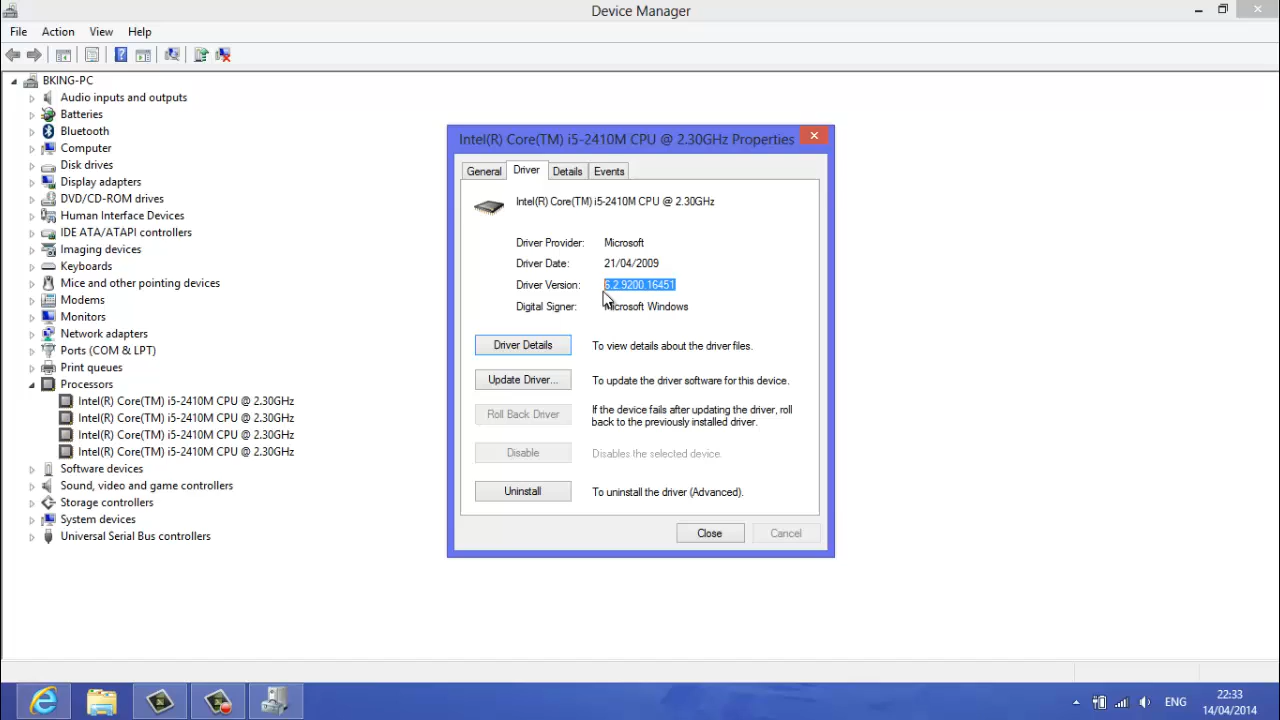 Device Manager
File Action View Help
BKING-PC
Audio inputs and outputs
Batteries
Bluetooth
Computer
Disk drives
Display adapters
DVD/CD-ROM drives
Human Interface Devices
IDE ATA/ATAPI controllers
Imaging devices
Keyboards
Mice and other pointing devices
Modems
Monitors
Network adapters
Ports (COM & LPT)
Print queues
Processors
Intel(R) Core(TM) i5-2410M CPU @ 2.30GHz
Intel(R) Core(TM) i5-2410M CPU @ 2.30GHz
Intel(R) Core(TM) i5-2410M CPU @ 2.30GHz
Intel(R) Core(TM) i5-2410M CPU @ 2.30GHz
Software devices
Sound, video and game controllers
Storage controllers
System devices
Universal Serial Bus controllers
Intel(R) Core(TM) i5-2410M CPU @ 2.30GHz Properties
General Driver Details Events
Intel(R) Core(TM) i5-2410M CPU @ 2.30GHz
Driver Provider: Microsoft
Driver Date: 21/04/2009
Driver Version: 6.2.9200.16451
Digital Signer: Microsoft Windows
Driver Details To view details about the driver files.
Update Driver... To update the driver software for this device.
Roll Back Driver If the device fails after updating the driver, roll
back to the previously installed driver.
Disable Disables the selected device.
Uninstall To uninstall the driver (Advanced).
Close Cancel
ENG
22:33
14/04/2014